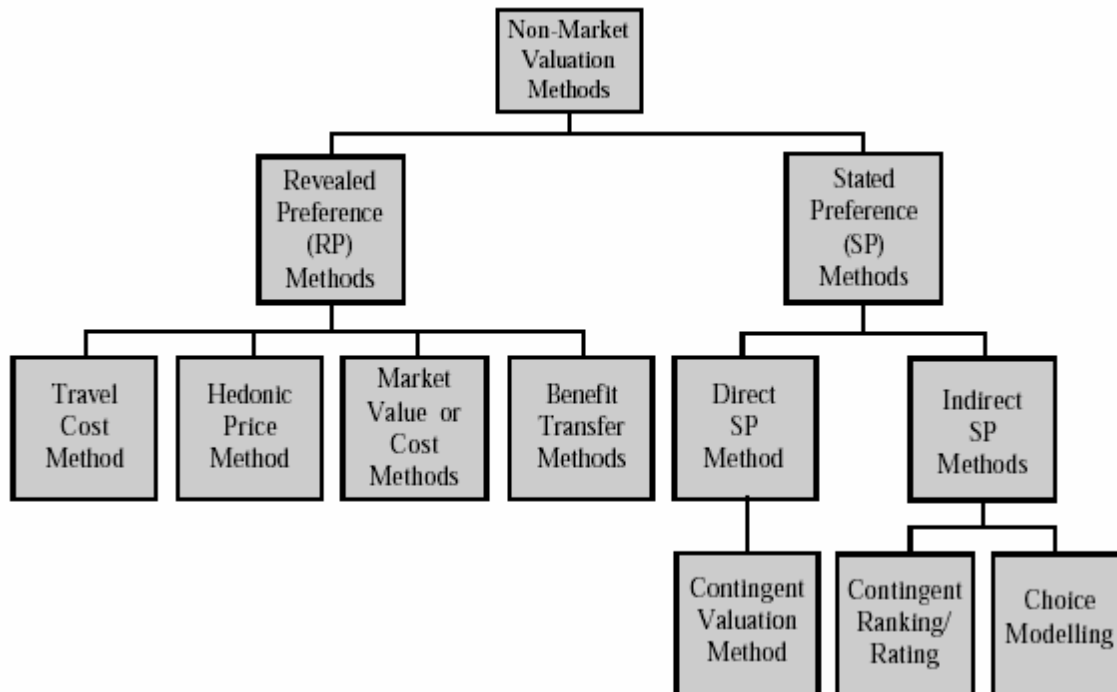 Non-Market
Valuation
Methods
Revealed
Preference
(RP)
Methods
Stated
Preference
(SP)
Methods
Travel
Cost
Method
Hedonic
Price
Method
Market
Value or
Cost
Methods
Benefit
Transfer
Methods
Direct
SP
Method
Indirect
SP
Methods
Contingent
Valuation
Method
Contingent
Ranking/
Rating
Choice
Modelling